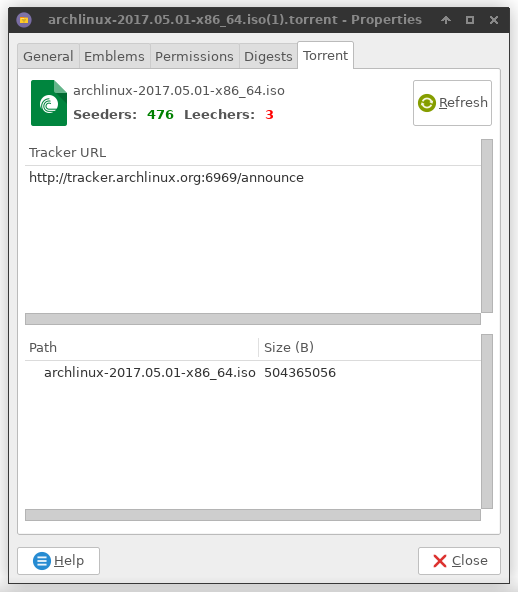 archlinux-2017.05.01-x86_64.iso(1).torrent - Properties
General Emblems Permissions Digests Torrent
archlinux-2017.05.01-x86_64.iso
Seeders: 476 Leechers: 3
Refresh
Tracker URL
http://tracker.archlinux.org:6969/announce
Path Size (B)
archlinux-2017.05.01-x86_64.iso 504365056
Help Close